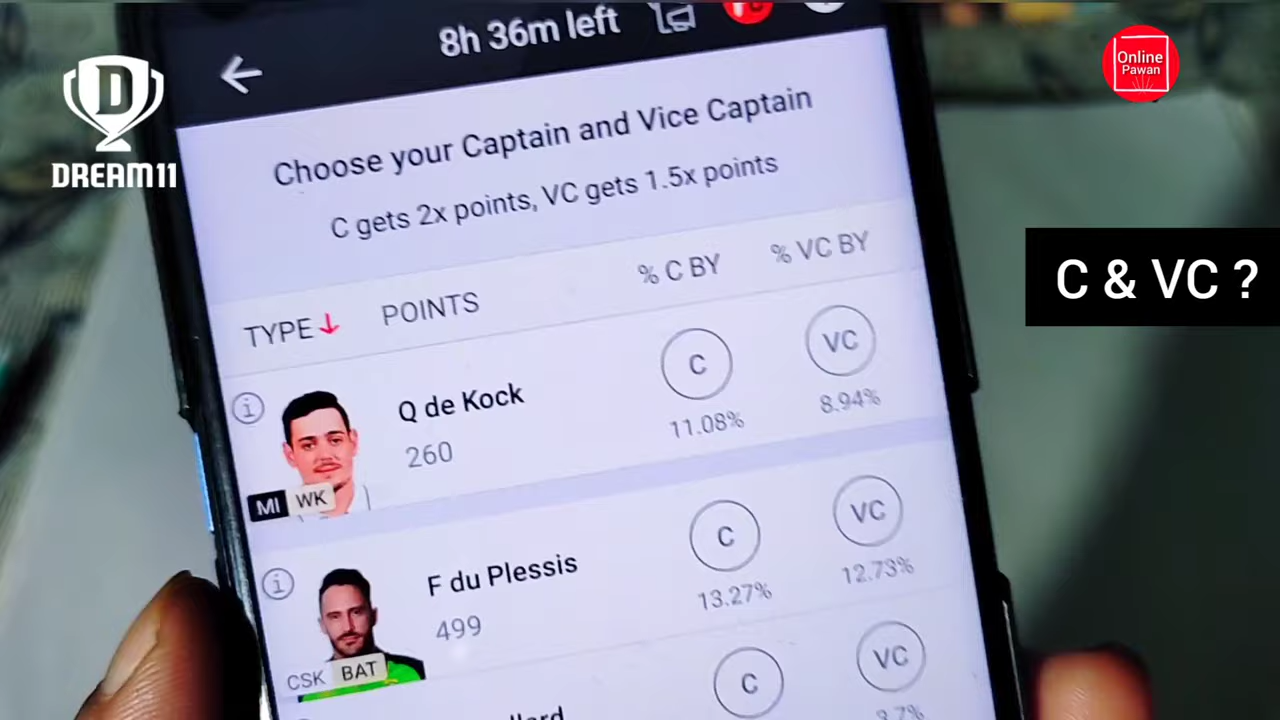 8h 36m left
Online
Pawan
D
DREAM11
Choose your Captain and Vice Captain
C gets 2x points, VC gets 1.5x points
C & VC ?
TYPE POINTS % C BY % VC BY
i Q de Kock C VC
260 11.08% 8.94%
MI WK
i F du Plessis C VC
499 13.27% 12.73%
CSK BAT
C VC